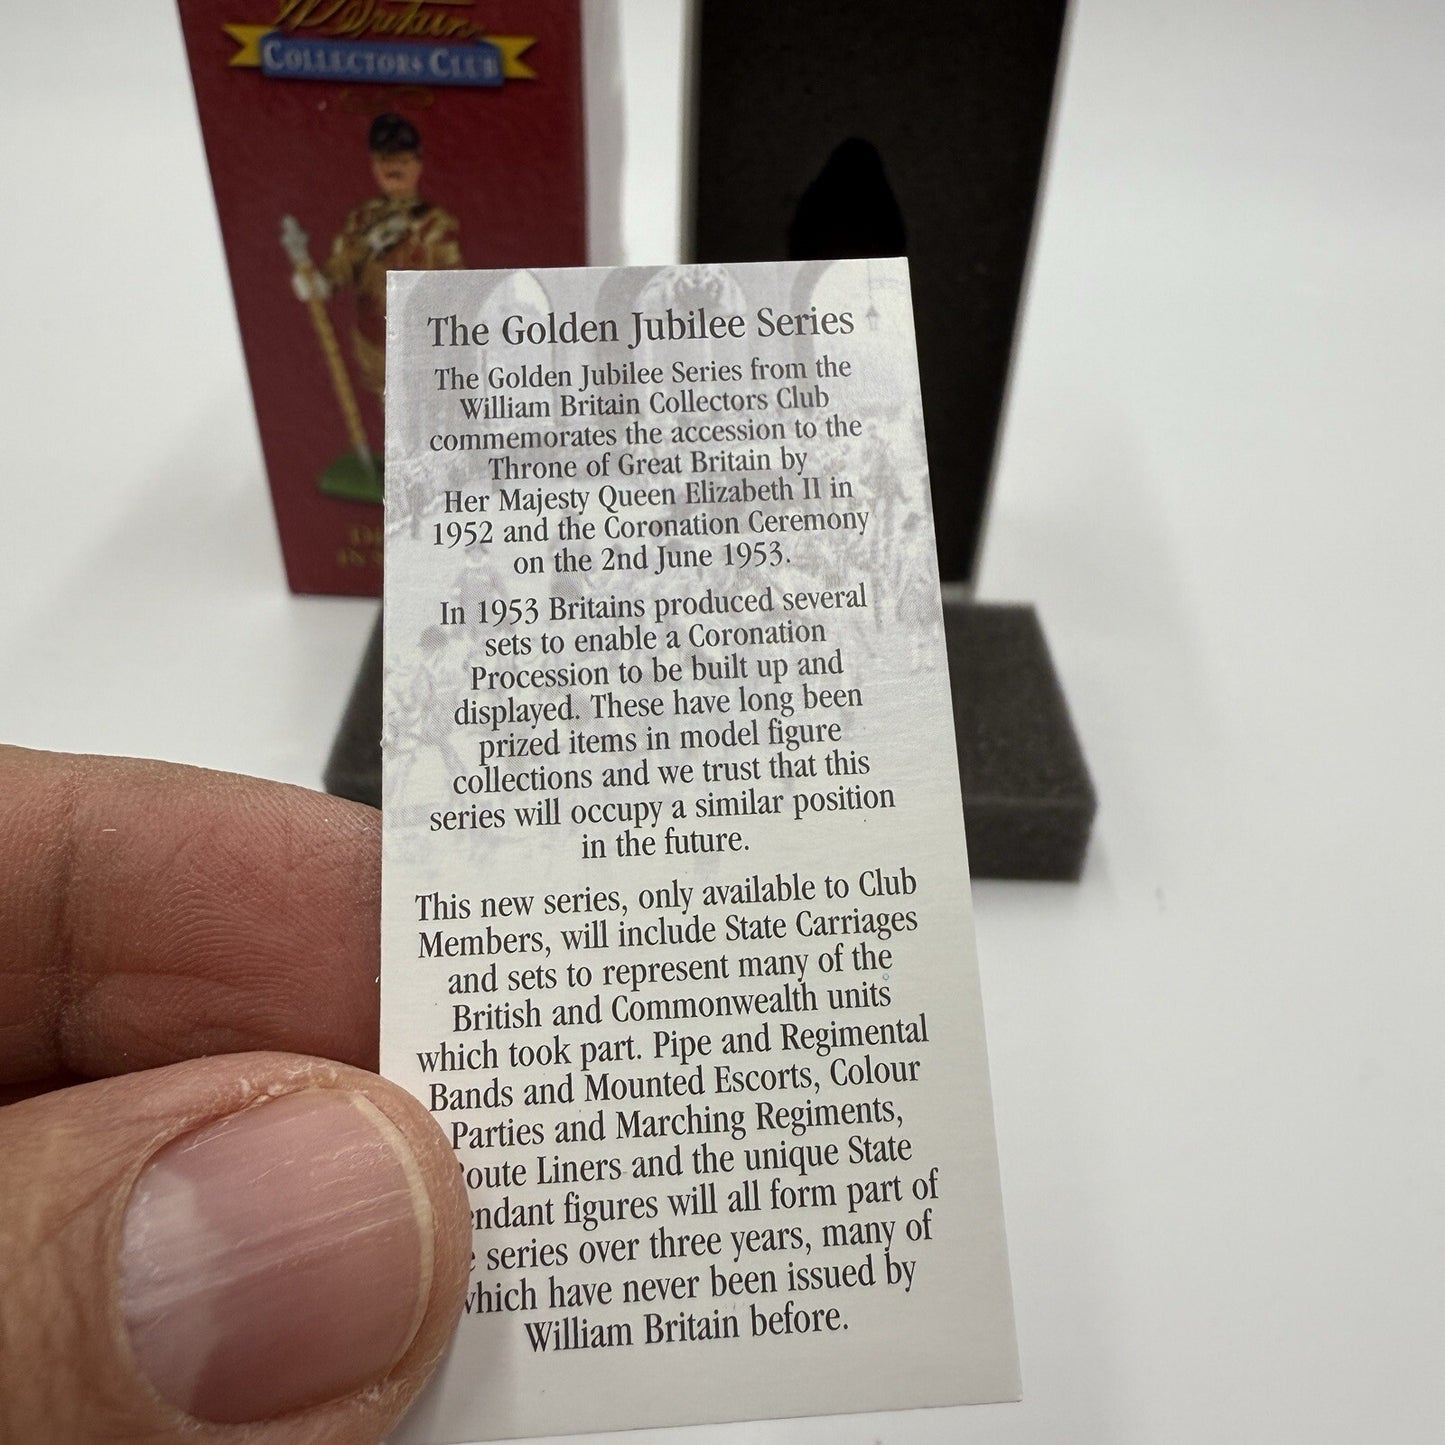 Britain
COLLECTORS CLUB
The Golden Jubilee Series
The Golden Jubilee Series from the
William Britain Collectors Club
commemorates the accession to the
Throne of Great Britain by
Her Majesty Queen Elizabeth II in
1952 and the Coronation Ceremony
on the 2nd June 1953.
In 1953 Britains produced several
sets to enable a Coronation
Procession to be built up and
displayed. These have long been
prized items in model figure
collections and we trust that this
series will occupy a similar position
in the future.
This new series, only available to Club
Members, will include State Carriages
and sets to represent many of the
British and Commonwealth units
which took part. Pipe and Regimental
Bands and Mounted Escorts, Colour
Parties and Marching Regiments,
oute Liners and the unique State
endant figures will all form part of
series over three years, many of
which have never been issued by
William Britain before.